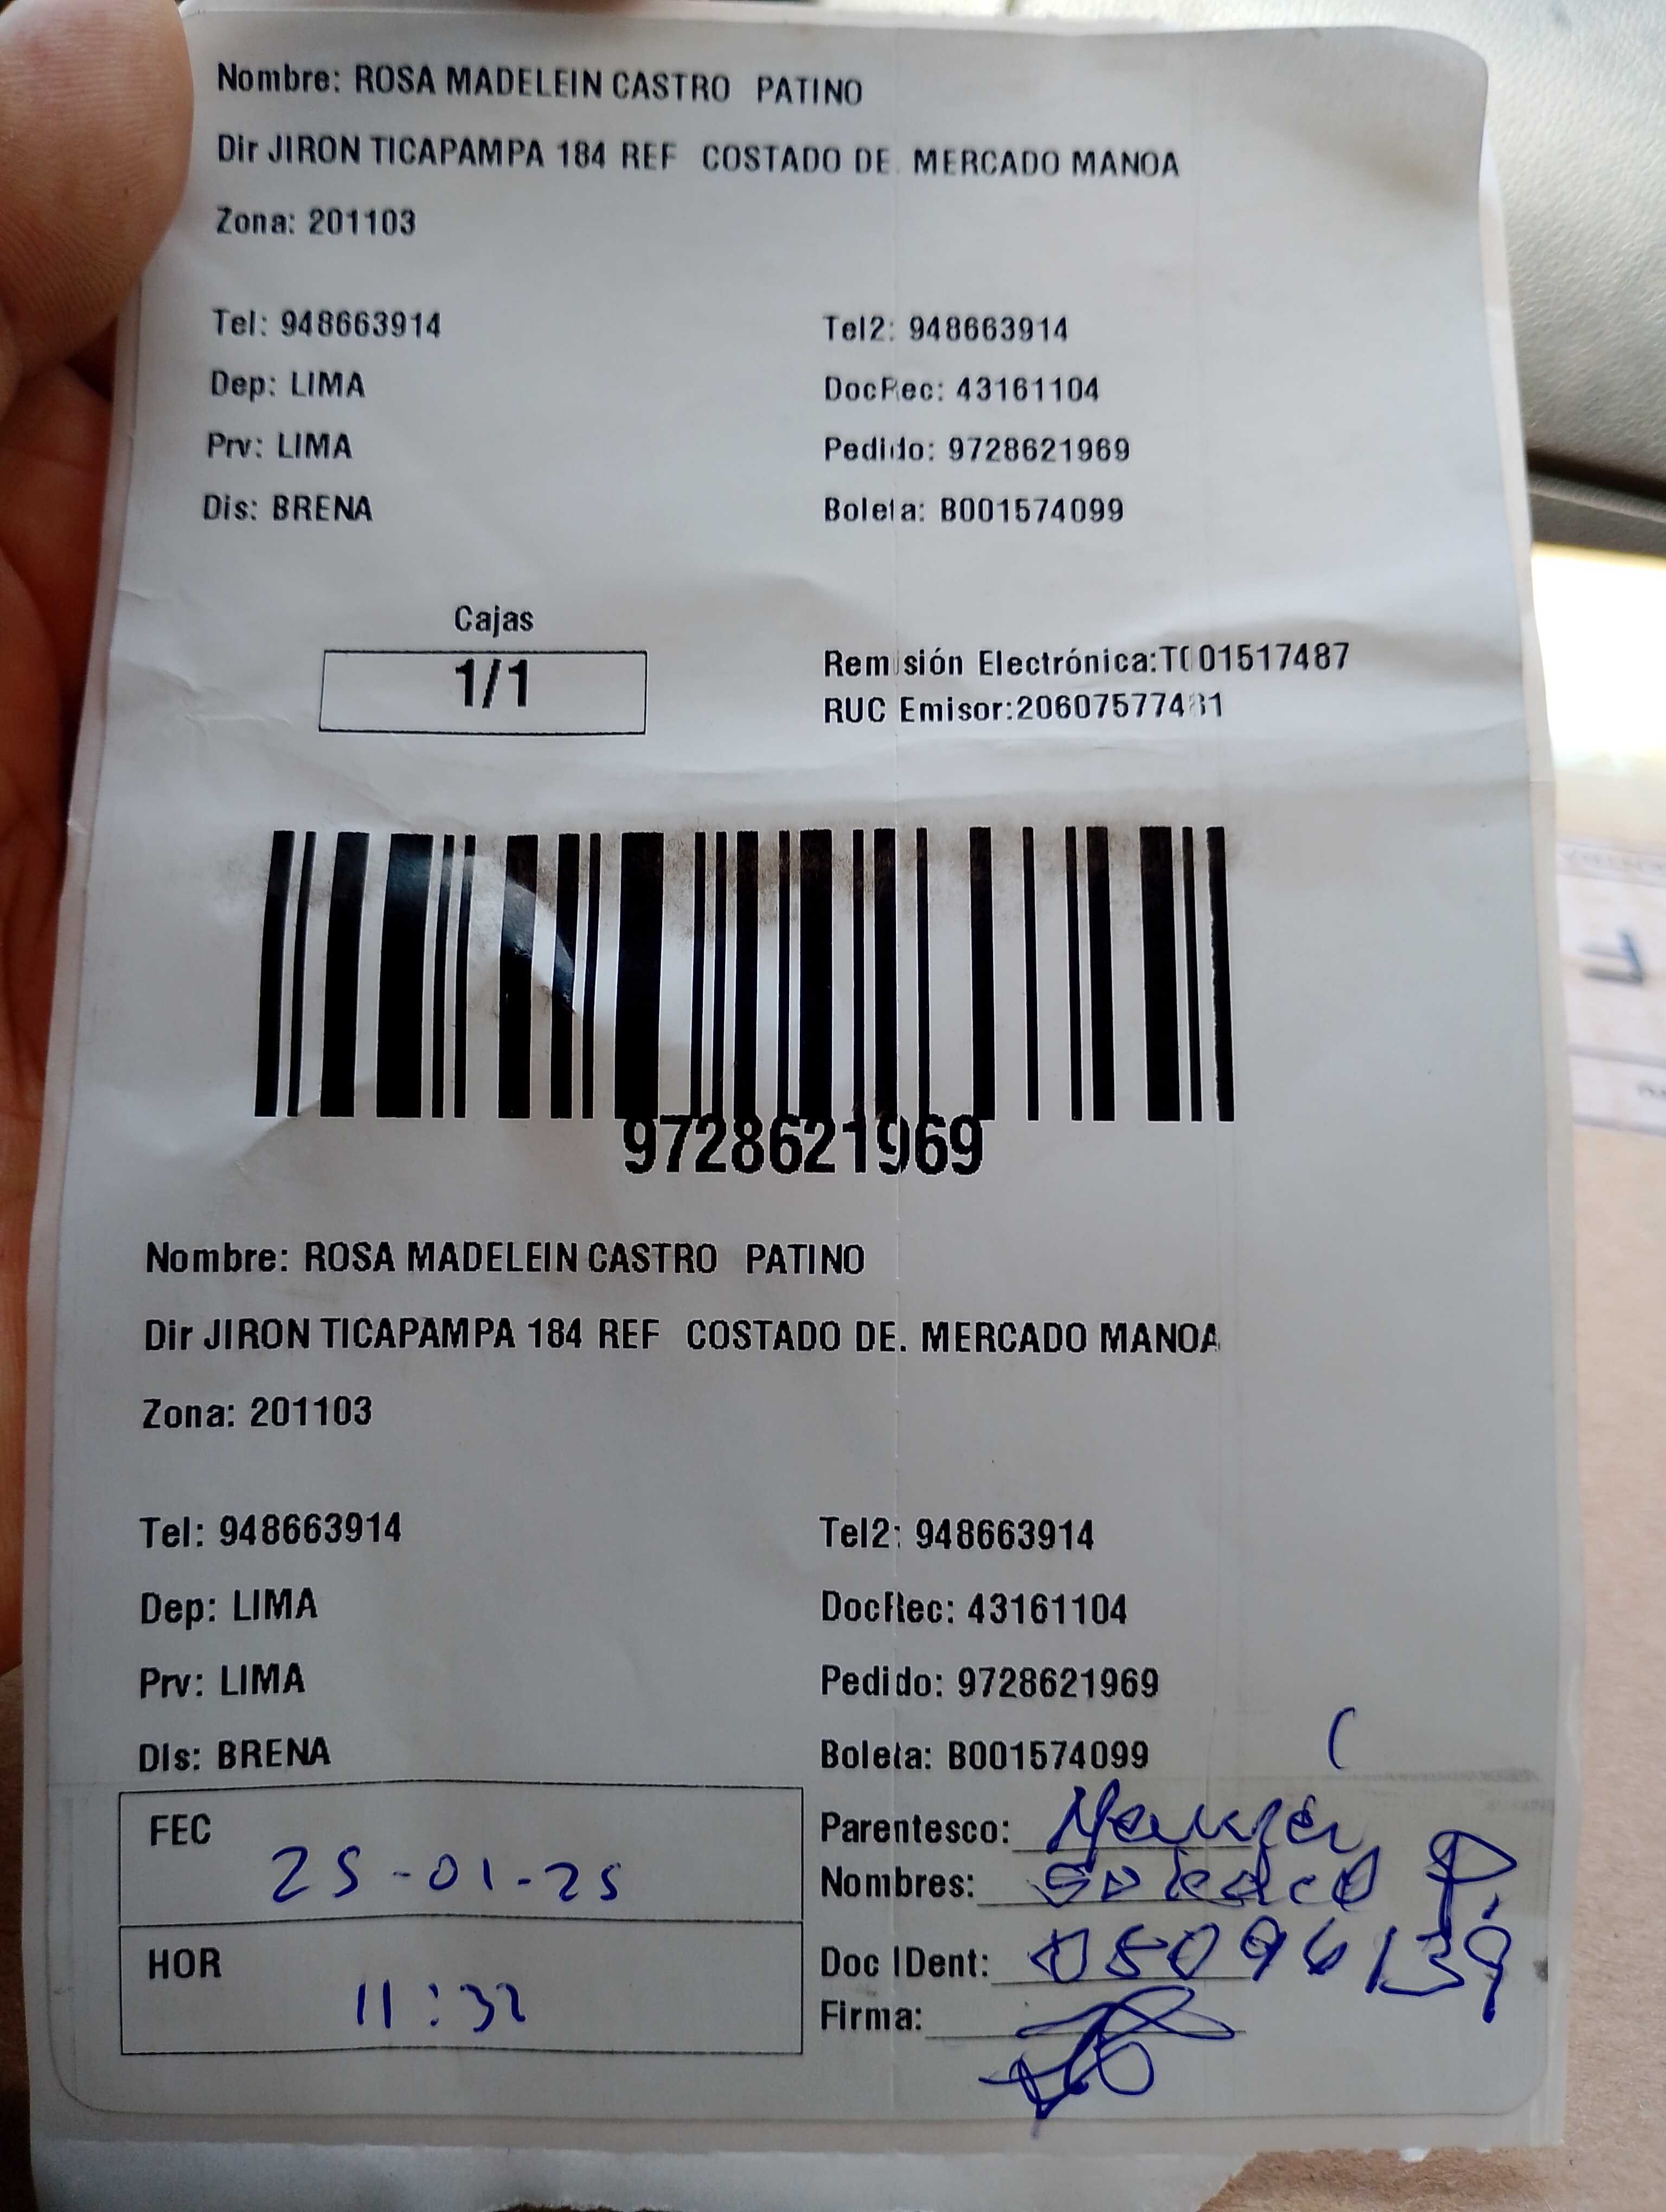 Nombre: ROSA MADELEIN CASTRO PATINO
Dir JIRON TICAPAMPA 184 REF COSTADO DE. MERCADO MANOA
Zona: 201103
Tel: 948663914 Tel2: 948663914
Dep: LIMA DocRec: 43161104
Prv: LIMA Pedido: 9728621969
Dis: BRENA Boleta: B001574099
Cajas
1/1
Remisión Electrónica:T001517487
RUC Emisor:
9728621969
Nombre: ROSA MADELEIN CASTRO PATINO
Dir JIRON TICAPAMPA 184 REF COSTADO DE. MERCADO MANOA
Zona: 201103
Tel: 948663914 Tel2: 948663914
Dep: LIMA DocRec: 43161104
Prv: LIMA Pedido: 9728621969
Dis: BRENA Boleta: B001574099
FEC 25-01-25
HOR 11:32
Parentesco:
Nombres: Soledad P.
Doc IDent: 08096139
Firma: